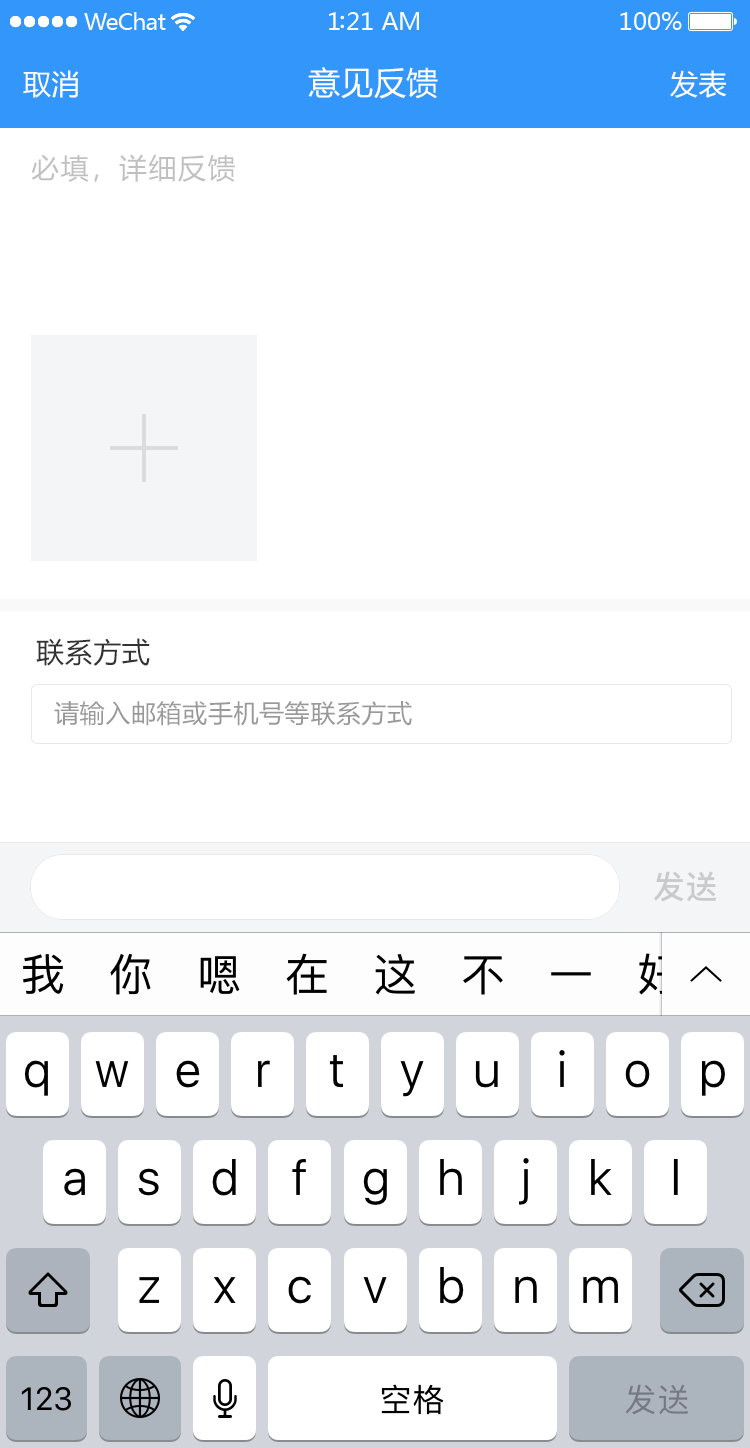 WeChat 1:21 AM 100%
取消 意见反馈 发表
必填，详细反馈
联系方式
请输入邮箱或手机号等联系方式
发送
我 你 嗯 在 这 不 一 好
q w e r t y u i o p
a s d f g h j k l
z x c v b n m
123 空格 发送